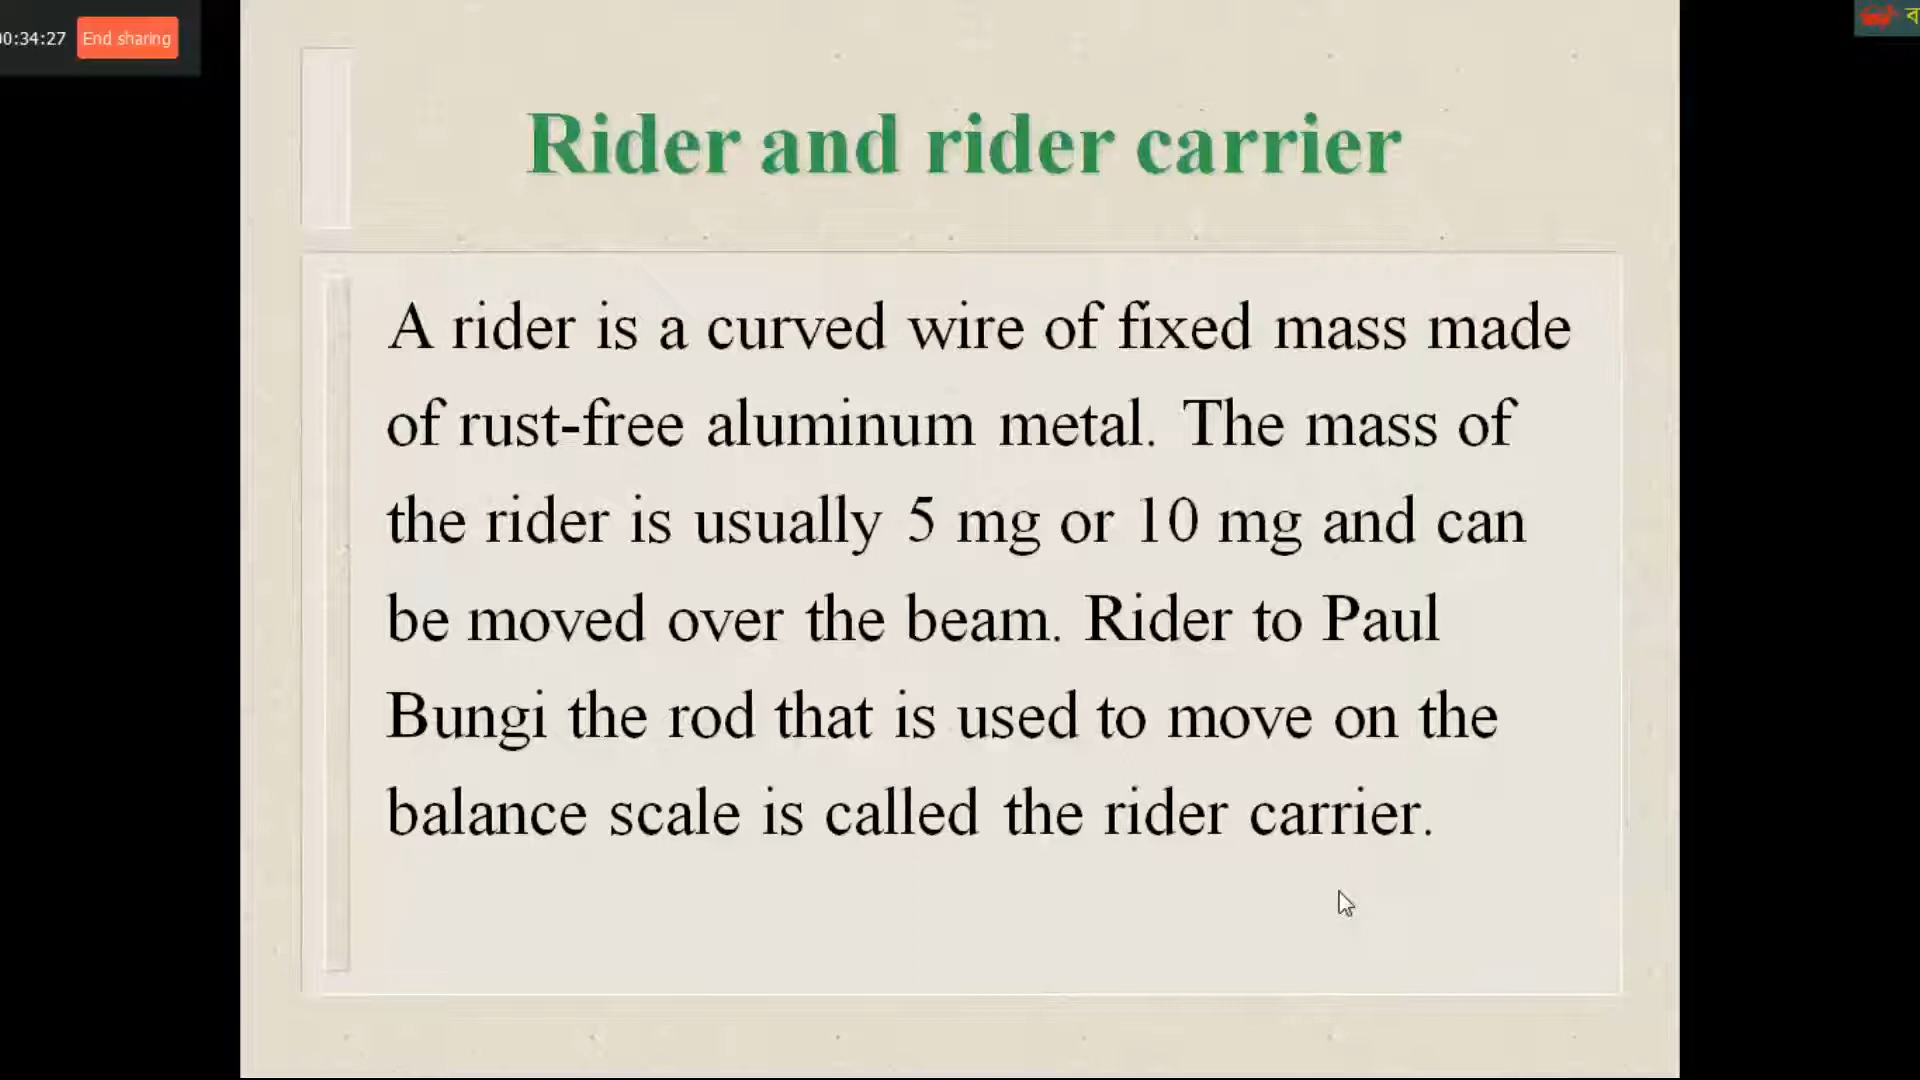 00:34:27 End sharing
ব
Rider and rider carrier
A rider is a curved wire of fixed mass made
of rust-free aluminum metal. The mass of
the rider is usually 5 mg or 10 mg and can
be moved over the beam. Rider to Paul
Bungi the rod that is used to move on the
balance scale is called the rider carrier.